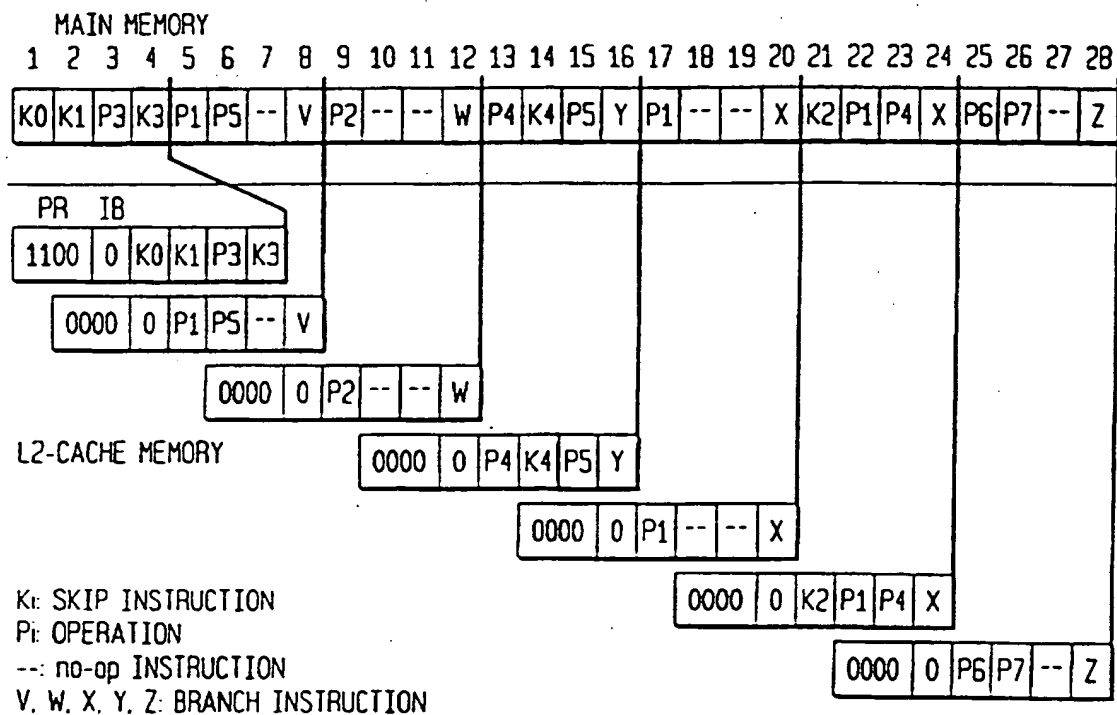 MAIN MEMORY
1 2 3 4 5 6 7 8 9 10 11 12 13 14 15 16 17 18 19 20 21 22 23 24 25 26 27 28
K0 K1 P3 K3 P1 P5 -- V P2 -- -- W P4 K4 P5 Y P1 -- -- X K2 P1 P4 X P6 P7 -- Z
PR IB
1100 0 K0 K1 P3 K3
0000 0 P1 P5 -- V
0000 0 P2 -- -- W
L2-CACHE MEMORY
0000 0 P4 K4 P5 Y
0000 0 P1 -- -- X
Ki: SKIP INSTRUCTION
0000 0 K2 P1 P4 X
Pi: OPERATION
--: no-op INSTRUCTION
0000 0 P6 P7 -- Z
V, W, X, Y, Z: BRANCH INSTRUCTION